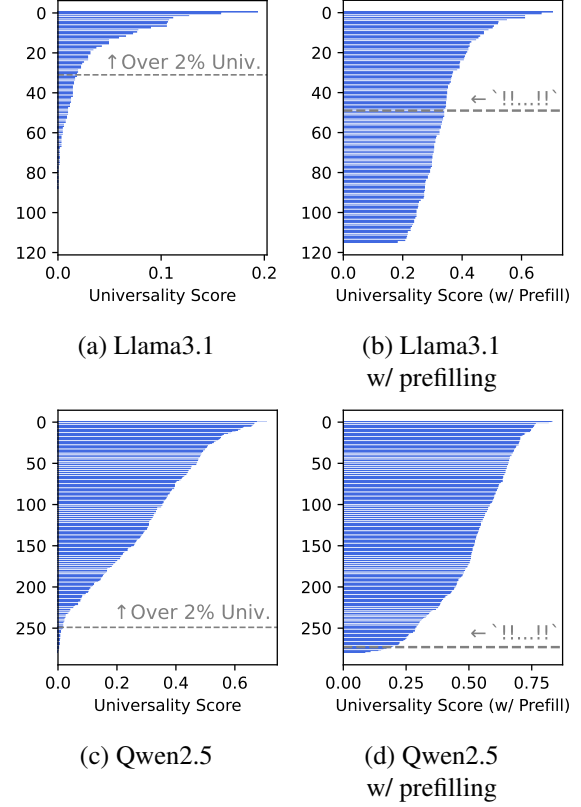 0
20
40
60
80
100
120
↑Over 2% Univ.
0.0 0.1 0.2
Universality Score
(a) Llama3.1
0
20
40
60
80
100
120
← `!!...!!`
0.0 0.2 0.4 0.6
Universality Score (w/ Prefill)
(b) Llama3.1
w/ prefilling
0
50
100
150
200
250
↑Over 2% Univ.
0.0 0.2 0.4 0.6
Universality Score
(c) Qwen2.5
0
50
100
150
200
250
← `!!...!!`
0.00 0.25 0.50 0.75
Universality Score (w/ Prefill)
(d) Qwen2.5
w/ prefilling